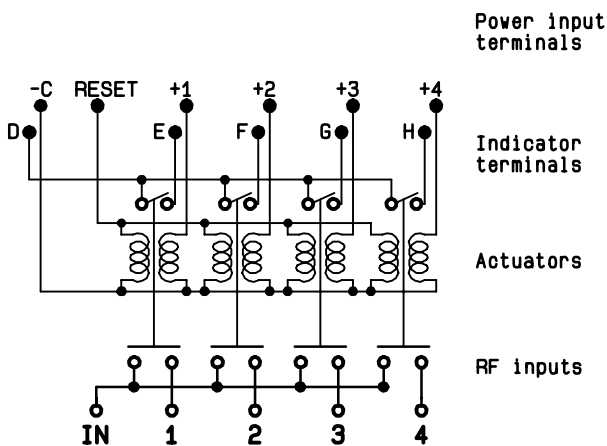 Power input
terminals
-C RESET +1 +2 +3 +4
D E F G H
Indicator
terminals
Actuators
RF inputs
IN 1 2 3 4